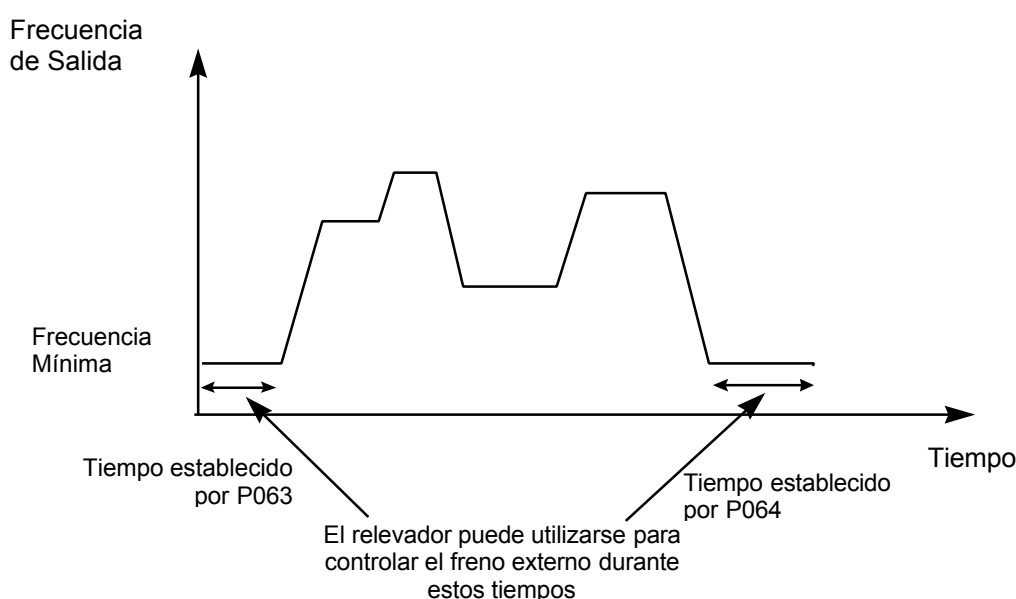 Frecuencia
de Salida
Frecuencia
Mínima
Tiempo
Tiempo establecido
por P063
Tiempo establecido
por P064
El relevador puede utilizarse para
controlar el freno externo durante
estos tiempos